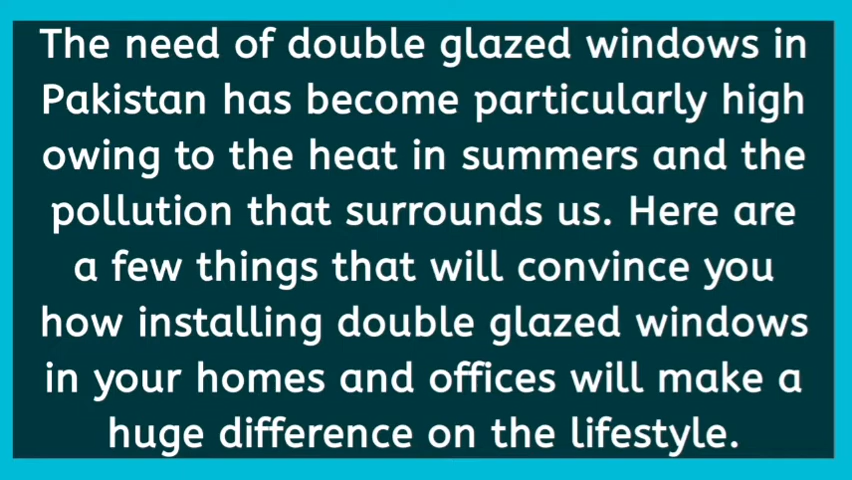 The need of double glazed windows in
Pakistan has become particularly high
owing to the heat in summers and the
pollution that surrounds us. Here are
a few things that will convince you
how installing double glazed windows
in your homes and offices will make a
huge difference on the lifestyle.